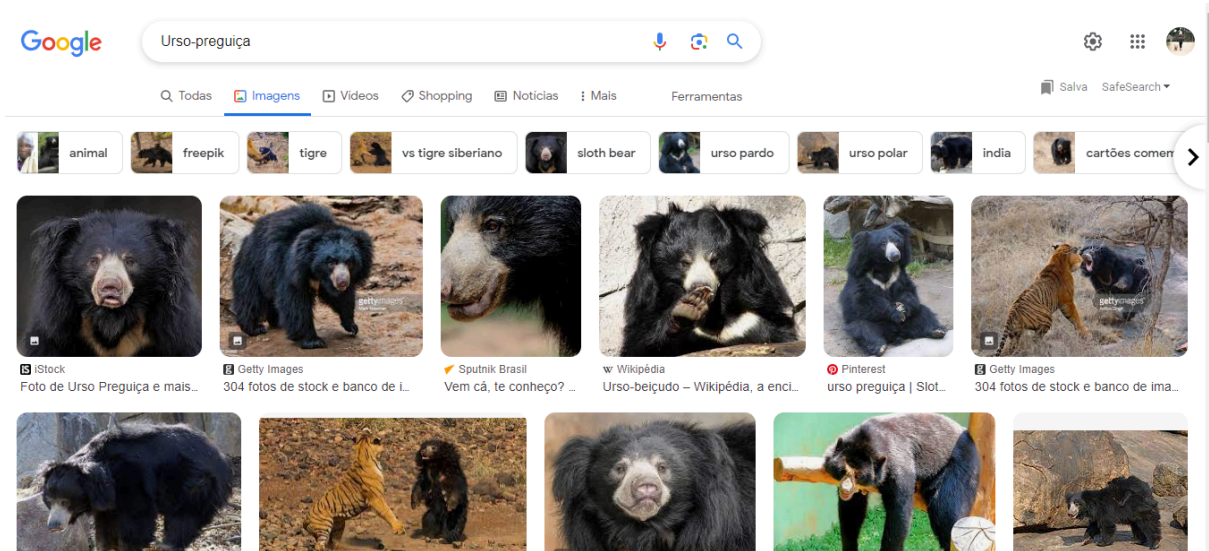 Google
Urso-preguiça
Todas
Imagens
Vídeos
Shopping
Notícias
Mais
Ferramentas
Salva
SafeSearch
animal
freepik
tigre
vs tigre siberiano
sloth bear
urso pardo
urso polar
india
cartões comem
gettyimages
gettyimages
iStock
Foto de Urso Preguiça e mais...
Getty Images
304 fotos de stock e banco de i...
Sputnik Brasil
Vem cá, te conheço? ...
Wikipédia
Urso-beiçudo – Wikipédia, a enci...
Pinterest
urso preguiça | Slot...
Getty Images
304 fotos de stock e banco de ima...